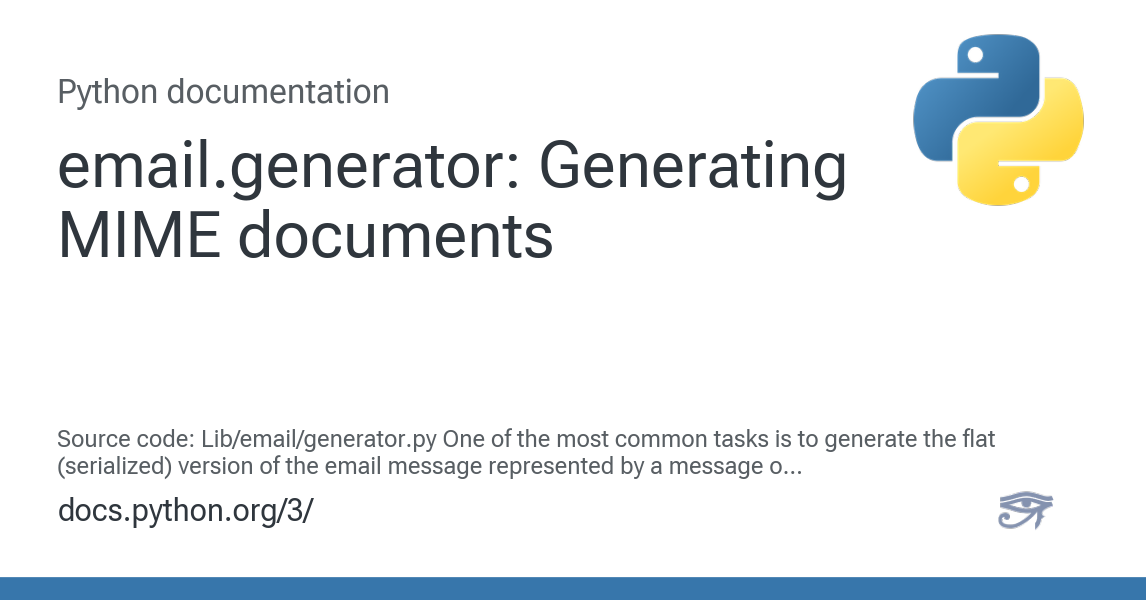 Python documentation
email.generator: Generating
MIME documents
Source code: Lib/email/generator.py One of the most common tasks is to generate the flat
(serialized) version of the email message represented by a message o...
docs.python.org/3/